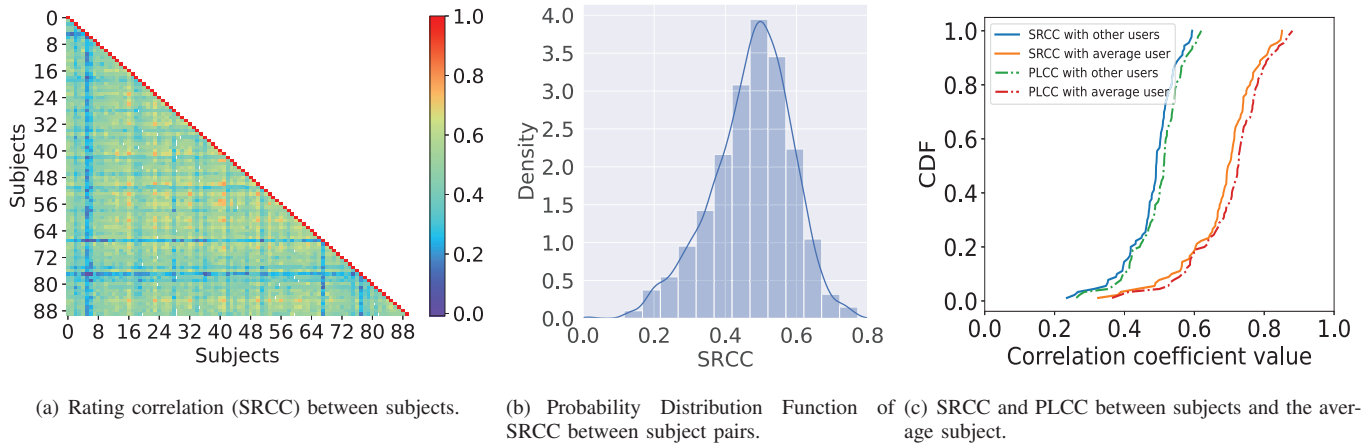 0
8
16
24
32
40
48
56
64
72
80
88
Subjects
0 8 16 24 32 40 48 56 64 72 80 88
Subjects
1.0
0.8
0.6
0.4
0.2
0.0
(a) Rating correlation (SRCC) between subjects.
4.0
3.5
3.0
2.5
2.0
1.5
1.0
0.5
0.0
Density
0.0 0.2 0.4 0.6 0.8
SRCC
(b) Probability Distribution Function of
SRCC between subject pairs.
1.0
0.8
0.6
0.4
0.2
0.0
CDF
SRCC with other users
SRCC with average user
PLCC with other users
PLCC with average user
0.0 0.2 0.4 0.6 0.8 1.0
Correlation coefficient value
(c) SRCC and PLCC between subjects and the aver-
age subject.